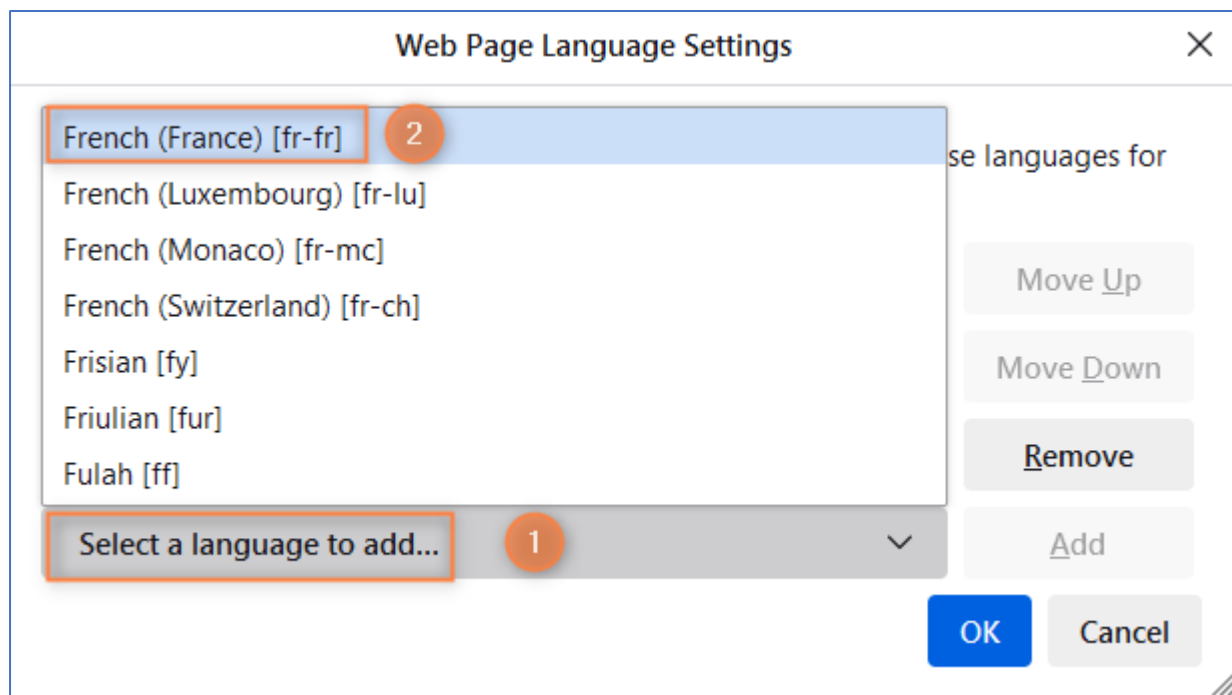 Web Page Language Settings
French (France) [fr-fr]
2
se languages for
French (Luxembourg) [fr-lu]
French (Monaco) [fr-mc]
Move Up
French (Switzerland) [fr-ch]
Frisian [fy]
Move Down
Friulian [fur]
Remove
Fulah [ff]
Select a language to add...
1
Add
OK
Cancel